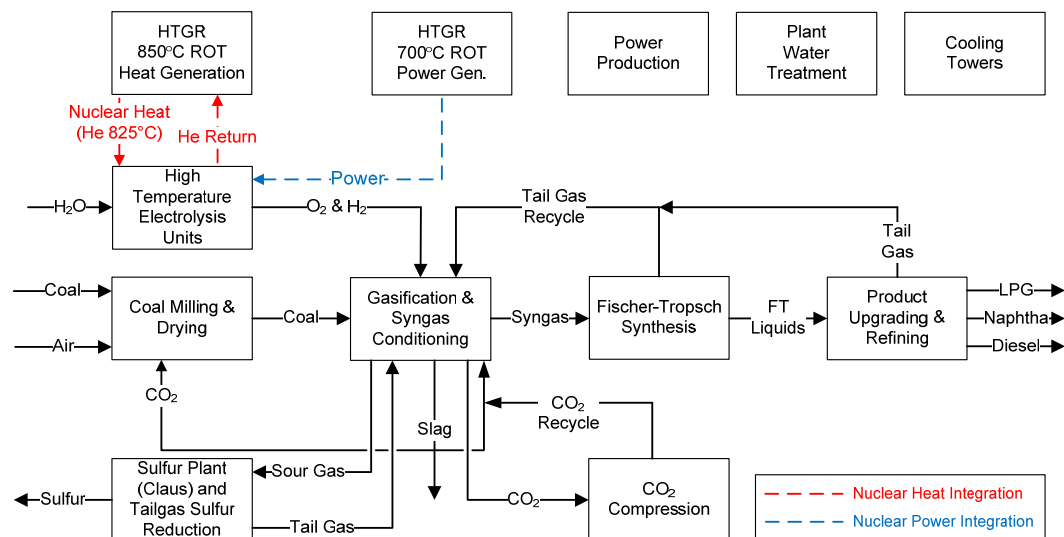 HTGR
850°C ROT
Heat Generation
HTGR
700°C ROT
Power Gen.
Power
Production
Plant
Water
Treatment
Cooling
Towers
Nuclear Heat
(He 825°C)
He Return
Power
H₂O
High
Temperature
Electrolysis
Units
O₂ & H₂
Tail Gas
Recycle
Tail
Gas
Coal
Air
Coal Milling &
Drying
Coal
Gasification &
Syngas
Conditioning
Syngas
Fischer-Tropsch
Synthesis
FT
Liquids
Product
Upgrading &
Refining
LPG
Naphtha
Diesel
CO₂
Slag
CO₂
Recycle
Sour Gas
Sulfur
Sulfur Plant
(Claus) and
Tailgas Sulfur
Reduction
Tail Gas
CO₂
CO₂
Compression
Nuclear Heat Integration
Nuclear Power Integration